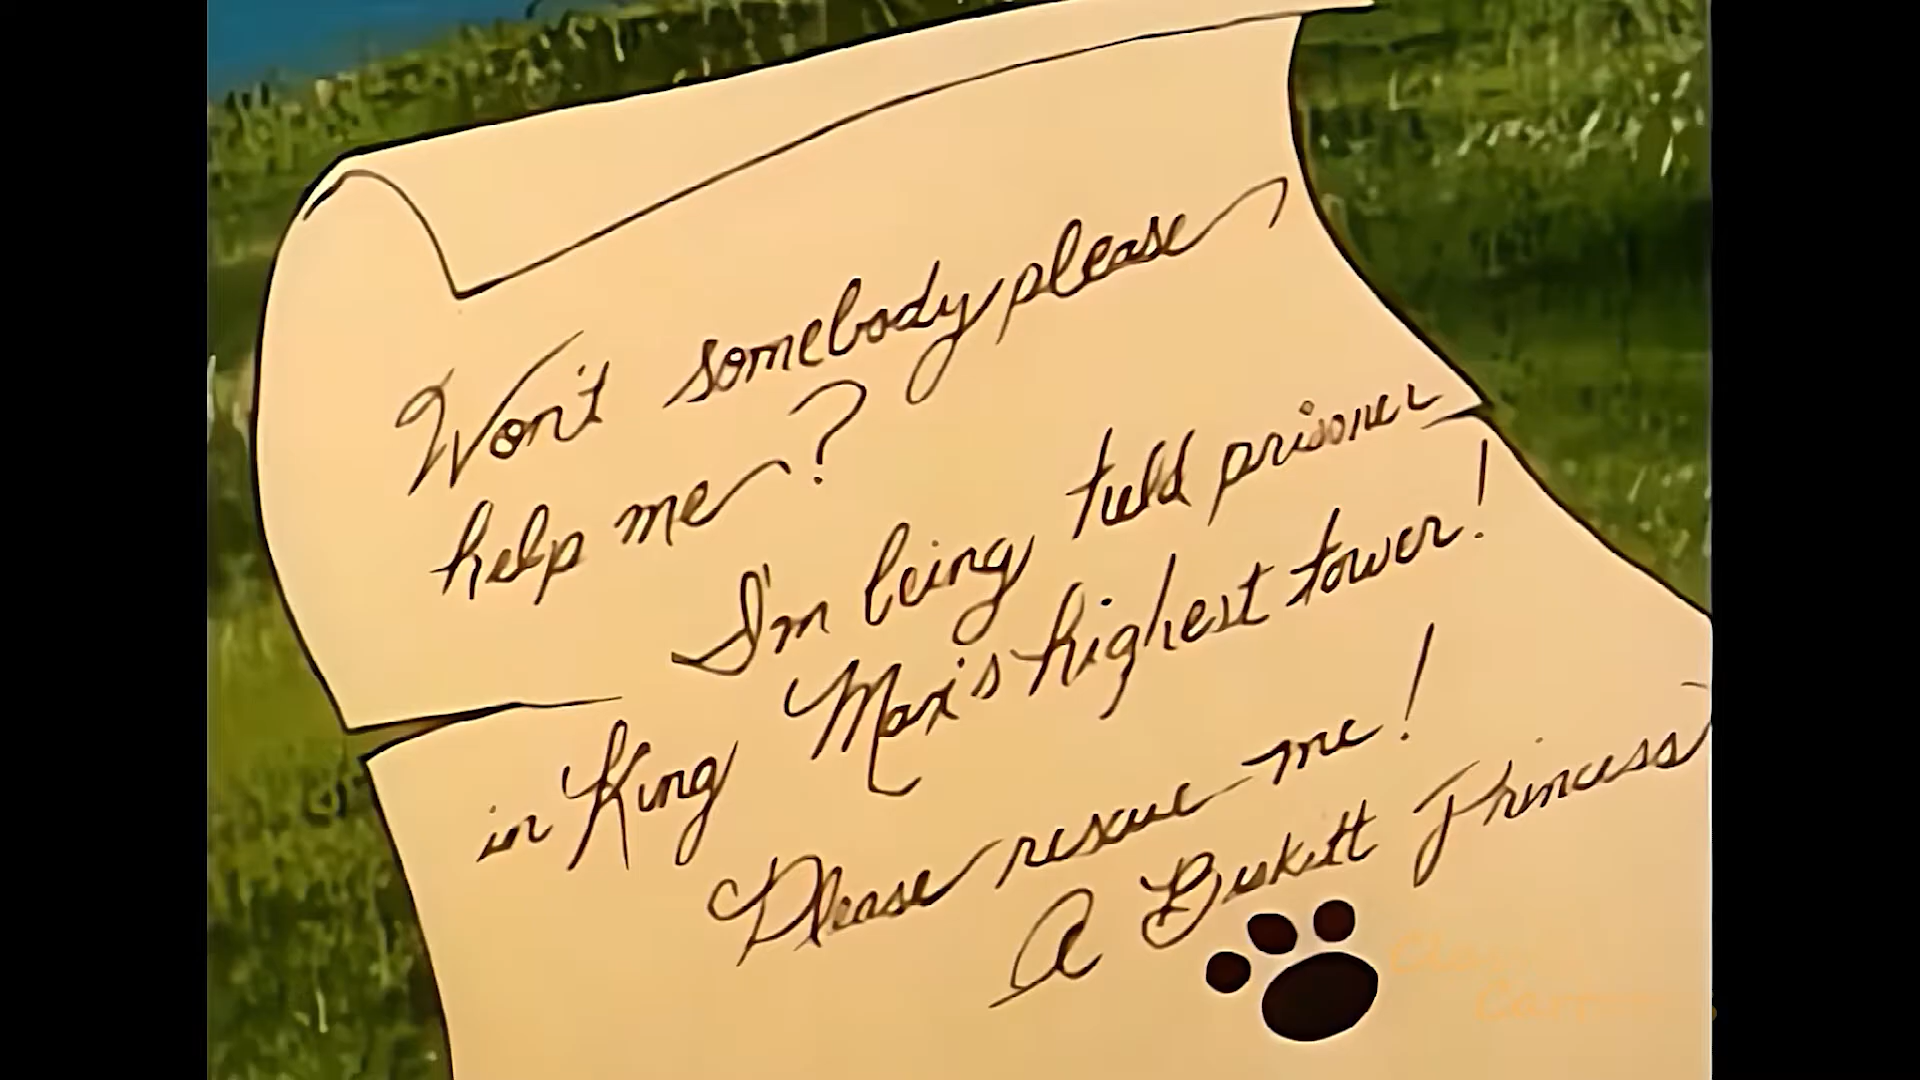 Won't somebody please
help me?
I'm being held prisoner
in King Max's highest tower!
Please rescue me!
A Biskitt Princess